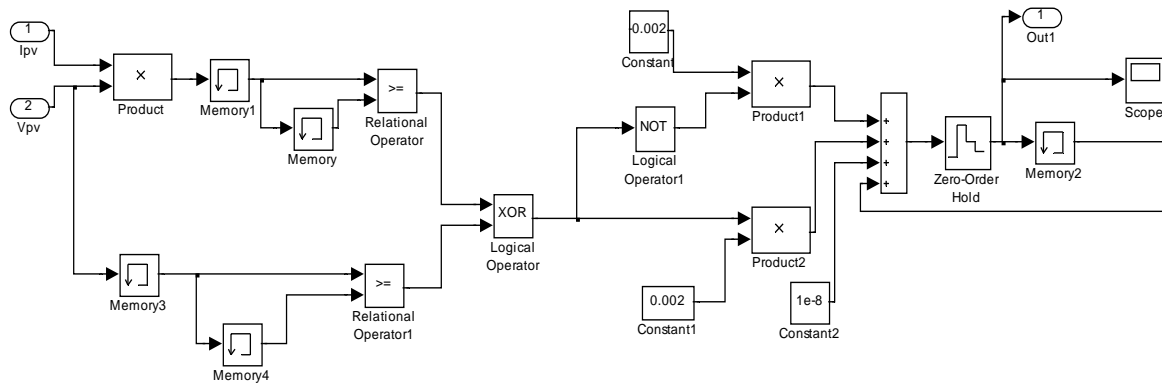 1
Ipv
2
Vpv
×
Product
Memory1
Memory
>=
Relational
Operator
Memory3
Memory4
>=
Relational
Operator1
XOR
Logical
Operator
NOT
Logical
Operator1
-0.002
Constant
×
Product1
×
Product2
0.002
Constant1
1e-8
Constant2
+
+
+
+
Zero-Order
Hold
1
Out1
Scope
Memory2